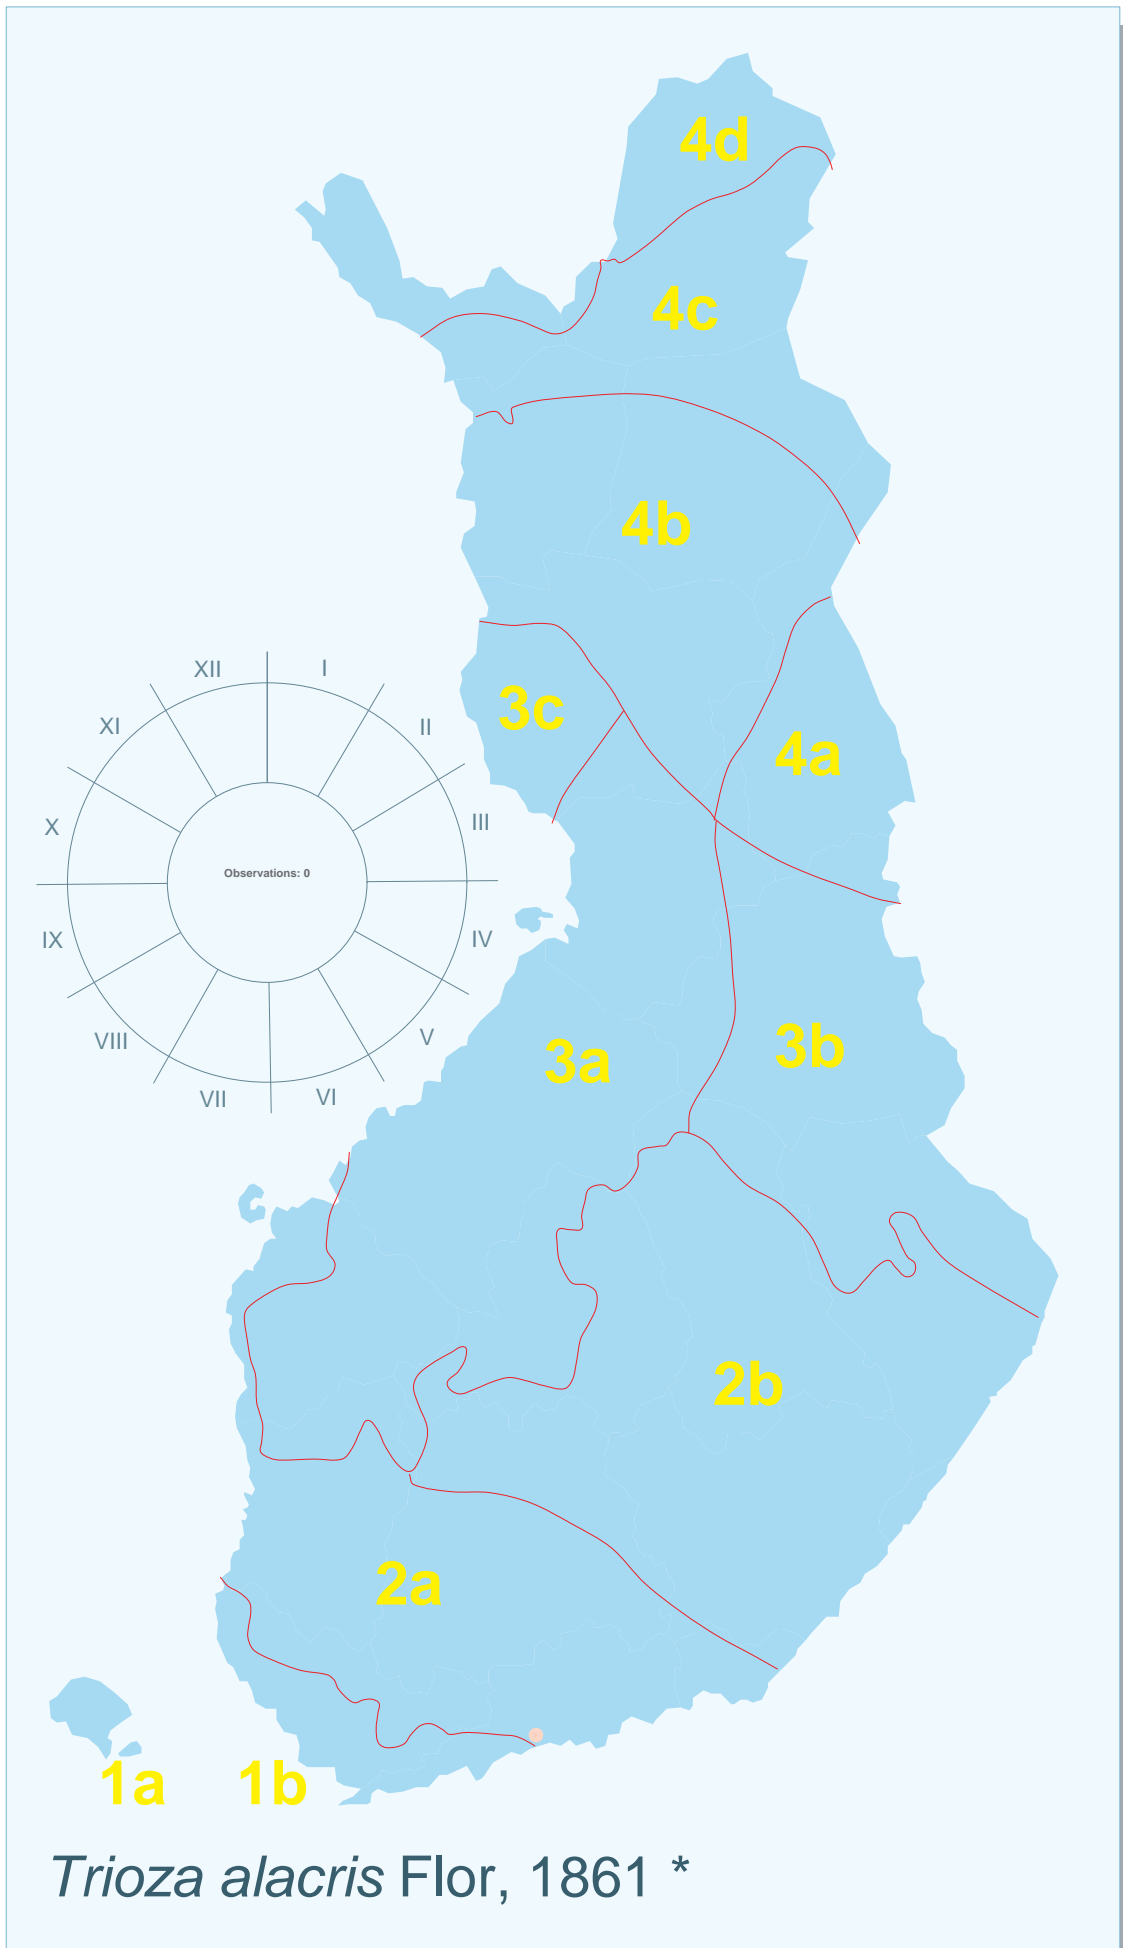 4d
4c
4b
3c
4a
XII
I
XI
II
X
III
Observations: 0
IX
IV
VIII
V
VII
VI
3a
3b
2b
2a
1a
1b
Trioza alacris Flor, 1861 *